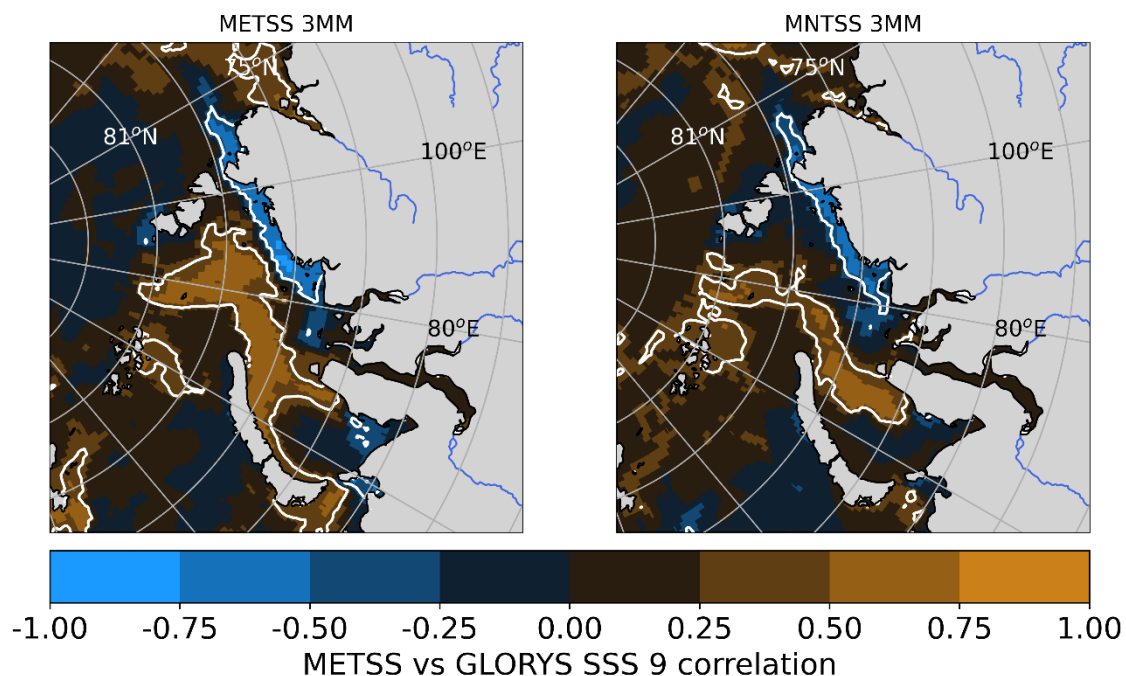 METSS 3MM
MNTSS 3MM
75°N
81°N
100°E
80°E
75°N
81°N
100°E
80°E
-1.00 -0.75 -0.50 -0.25 0.00 0.25 0.50 0.75 1.00
METSS vs GLORYS SSS 9 correlation